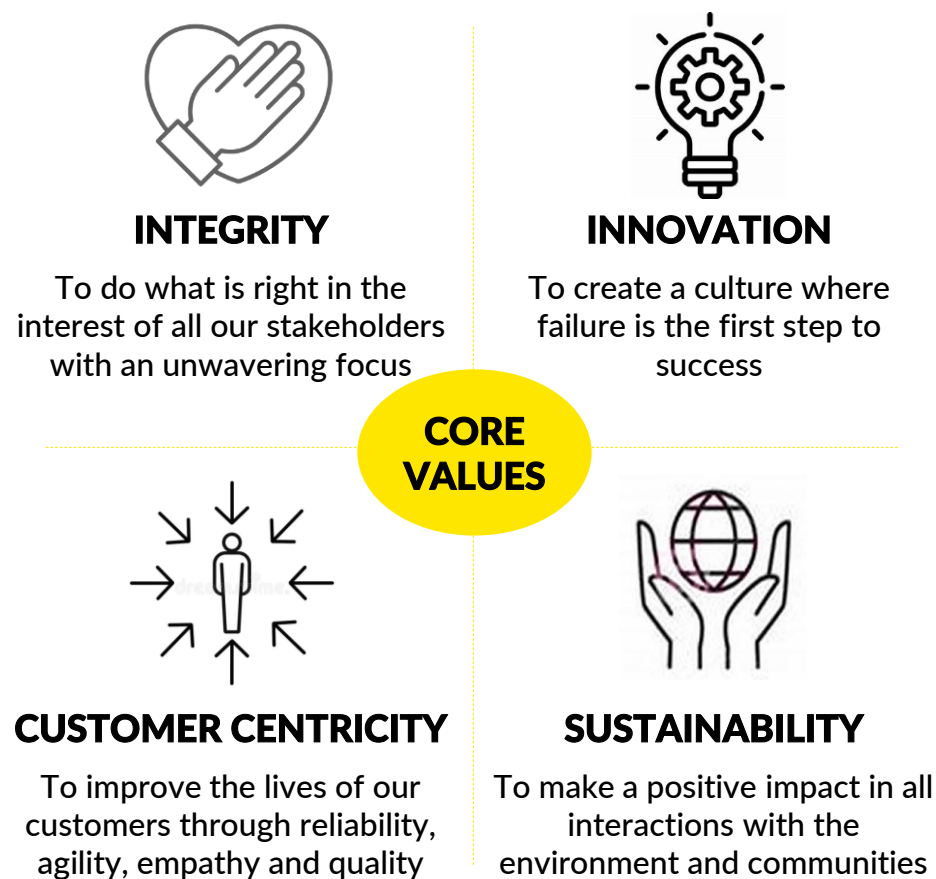 INTEGRITY
To do what is right in the
interest of all our stakeholders
with an unwavering focus
INNOVATION
To create a culture where
failure is the first step to
success
CORE
VALUES
CUSTOMER CENTRICITY
To improve the lives of our
customers through reliability,
agility, empathy and quality
SUSTAINABILITY
To make a positive impact in all
interactions with the
environment and communities